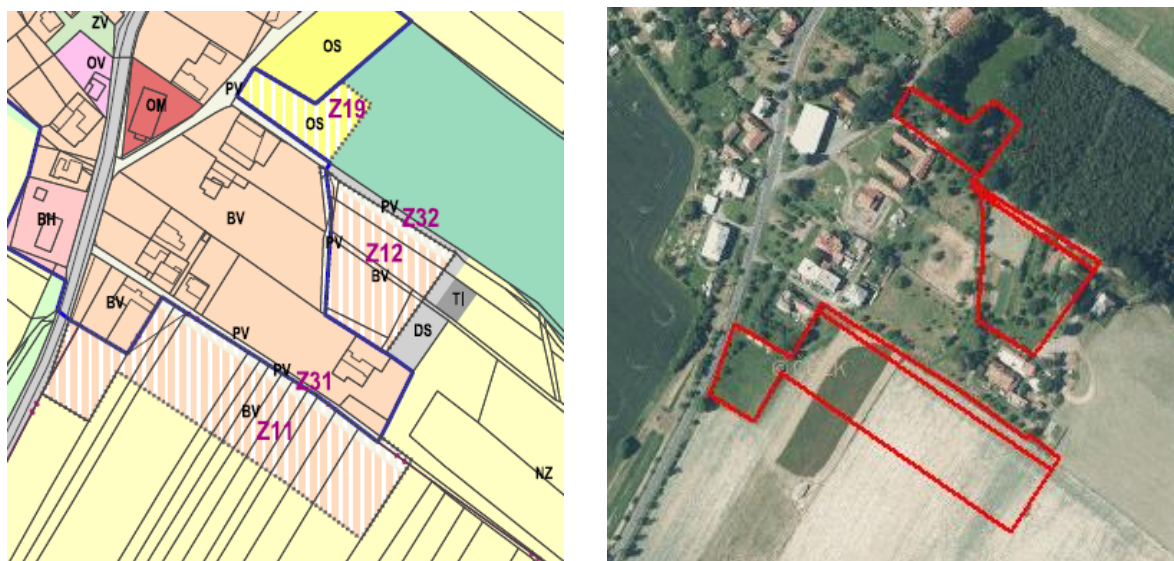 ZV
OV
OM
PV
OS
Z19
OS
BH
BV
PV
Z32
PV
Z12
BV
BV
TI
DS
PV
PV
Z31
BV
Z11
NZ